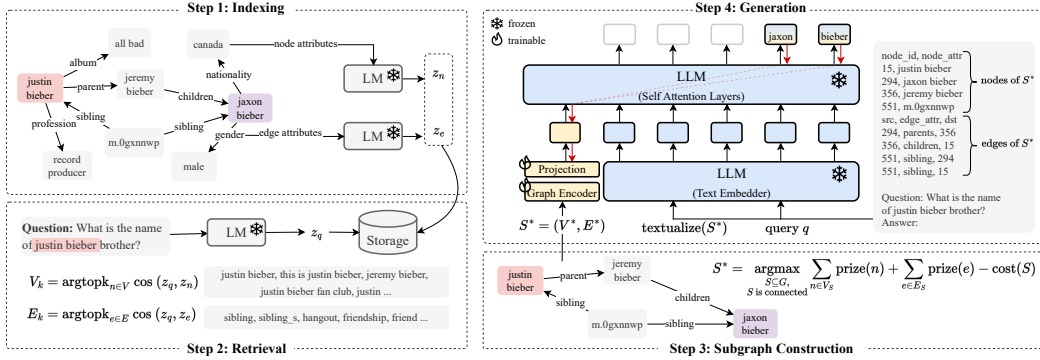 Step 1: Indexing
all bad
canada
node attributes
album
justin
bieber
parent
jeremy
bieber
nationality
LM
z_n
children
jaxon
bieber
sibling
profession
sibling
gender
edge attributes
LM
z_e
m.0gxnnwp
record
producer
male
Question: What is the name
of justin bieber brother?
LM
z_q
Storage
V_k = argtopk_{n∈V} cos (z_q, z_n)
justin bieber, this is justin bieber, jeremy bieber,
justin bieber fan club, justin ...
E_k = argtopk_{e∈E} cos (z_q, z_e)
sibling, sibling_s, hangout, friendship, friend ...
Step 2: Retrieval
Step 4: Generation
frozen
trainable
jaxon
bieber
LLM
(Self Attention Layers)
Projection
Graph Encoder
LLM
(Text Embedder)
S* = (V*, E*)
textualize(S*)
query q
node_id, node_attr
15, justin bieber
294, jaxon bieber
356, jeremy bieber
551, m.0gxnnwp
nodes of S*
src, edge_attr, dst
294, parents, 356
356, children, 15
551, sibling, 294
551, sibling, 15
edges of S*
Question: What is the name
of justin bieber brother?
Answer:
justin
bieber
parent
jeremy
bieber
sibling
children
m.0gxnnwp
sibling
jaxon
bieber
S* = argmax_{S⊆G, S is connected} ∑_{n∈V_S} prize(n) + ∑_{e∈E_S} prize(e) − cost(S)
Step 3: Subgraph Construction